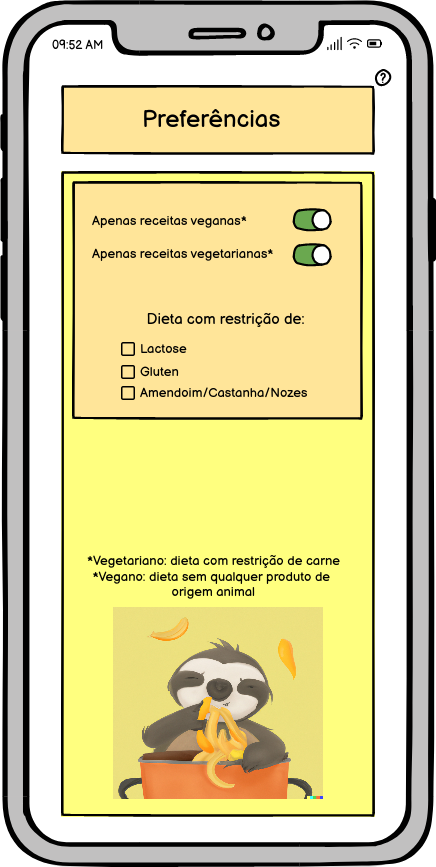 09:52 AM
?
Preferências
Apenas receitas veganas*
Apenas receitas vegetarianas*
Dieta com restrição de:
Lactose
Gluten
Amendoim/Castanha/Nozes
*Vegetariano: dieta com restrição de carne
*Vegano: dieta sem qualquer produto de
origem animal